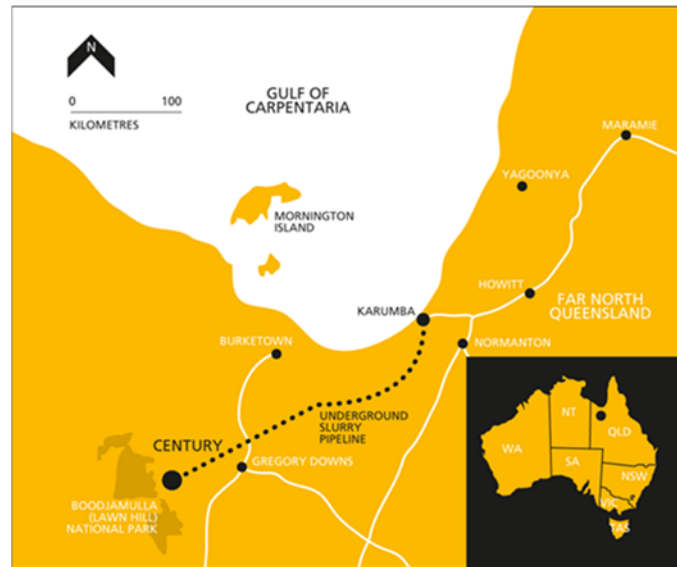 N
0 100
KILOMETRES
GULF OF
CARPENTARIA
MARAMIE
YAGOONYA
MORNINGTON
ISLAND
HOWITT
FAR NORTH
QUEENSLAND
KARUMBA
BURKETOWN
NORMANTON
UNDERGROUND
SLURRY
PIPELINE
CENTURY
GREGORY DOWNS
BOODJAMULLA
(LAWN HILL)
NATIONAL PARK
NT
QLD
WA
SA
NSW
VIC
TAS